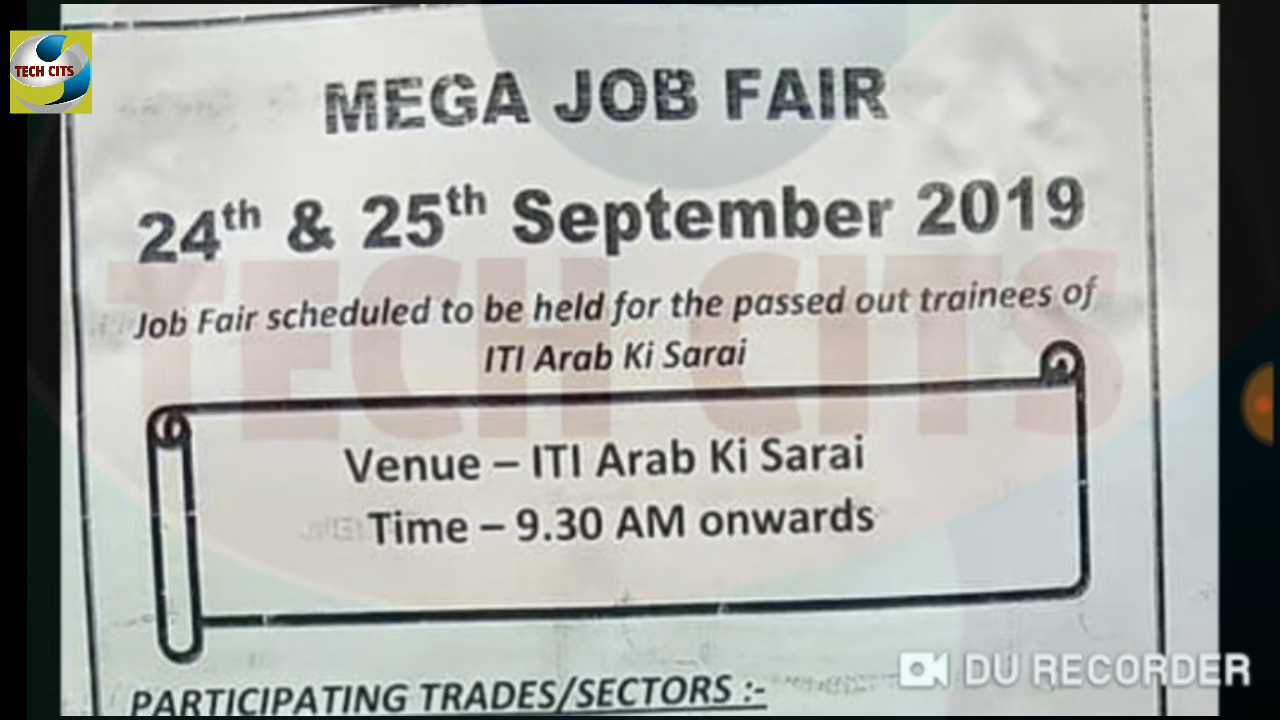 TECH CITS
MEGA JOB FAIR
24th & 25th September 2019
Job Fair scheduled to be held for the passed out trainees of
ITI Arab Ki Sarai
TECH CITS
Venue – ITI Arab Ki Sarai
Time – 9.30 AM onwards
PARTICIPATING TRADES/SECTORS :-
DU RECORDER